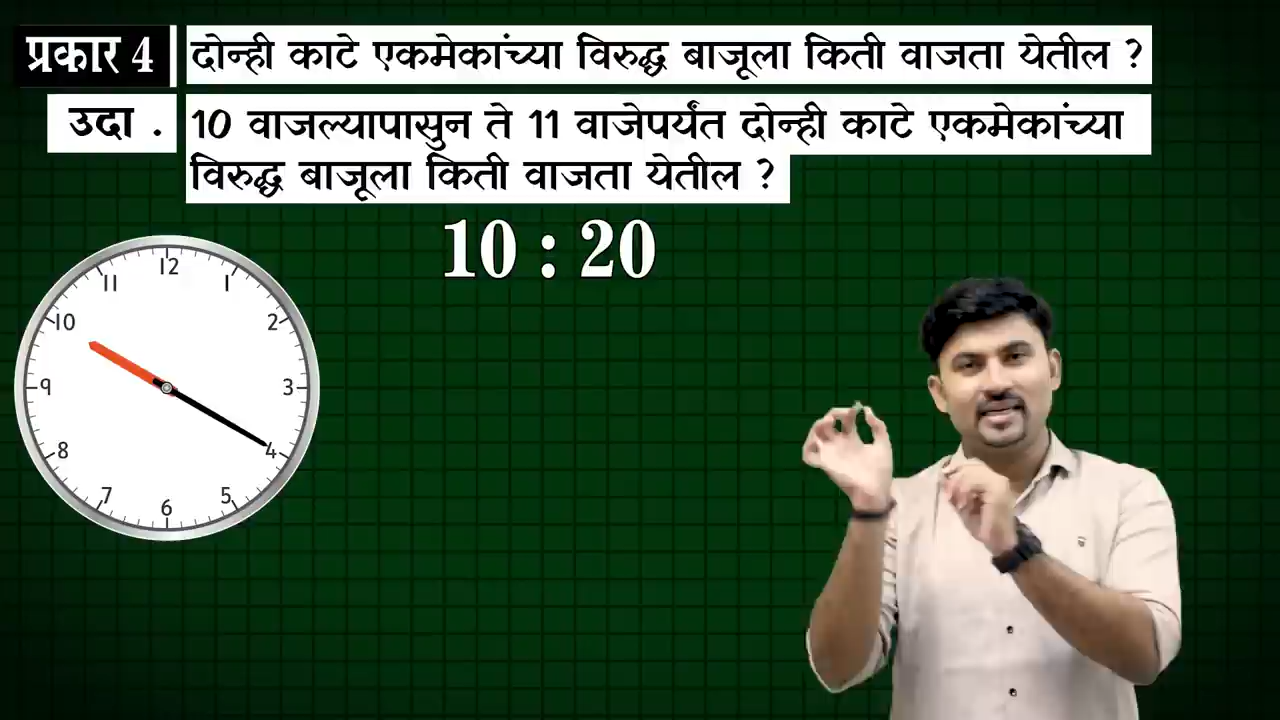 प्रकार 4 दोन्ही काटे एकमेकांच्या विरुद्ध बाजूला किती वाजता येतील ?
उदा . 10 वाजल्यापासुन ते 11 वाजेपर्यंत दोन्ही काटे एकमेकांच्या
विरुद्ध बाजूला किती वाजता येतील ?
10 : 20
12
11 1
10 2
9 3
8 4
7 5
6